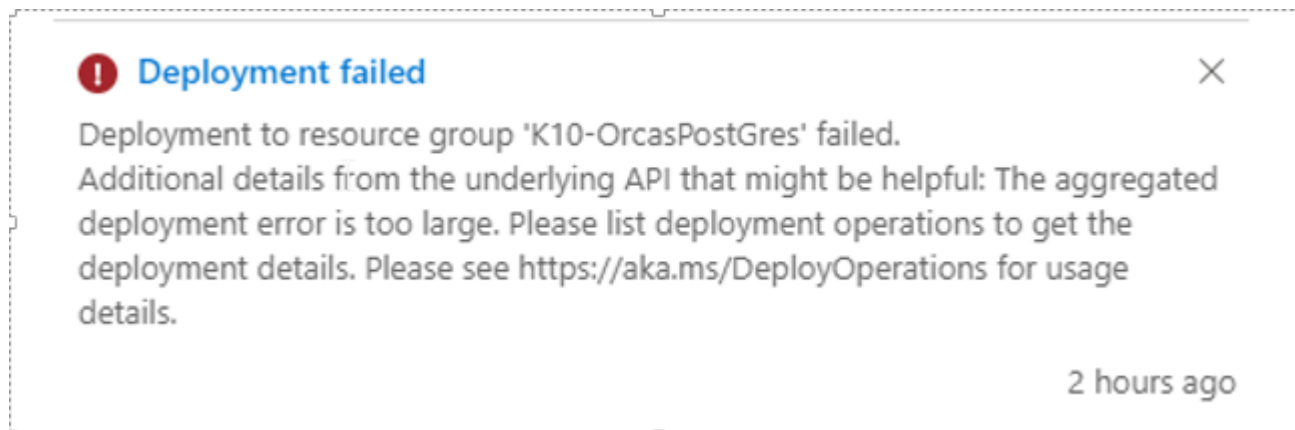 Deployment failed
Deployment to resource group 'K10-OrcasPostGres' failed.
Additional details from the underlying API that might be helpful: The aggregated
deployment error is too large. Please list deployment operations to get the
deployment details. Please see https://aka.ms/DeployOperations for usage
details.
2 hours ago